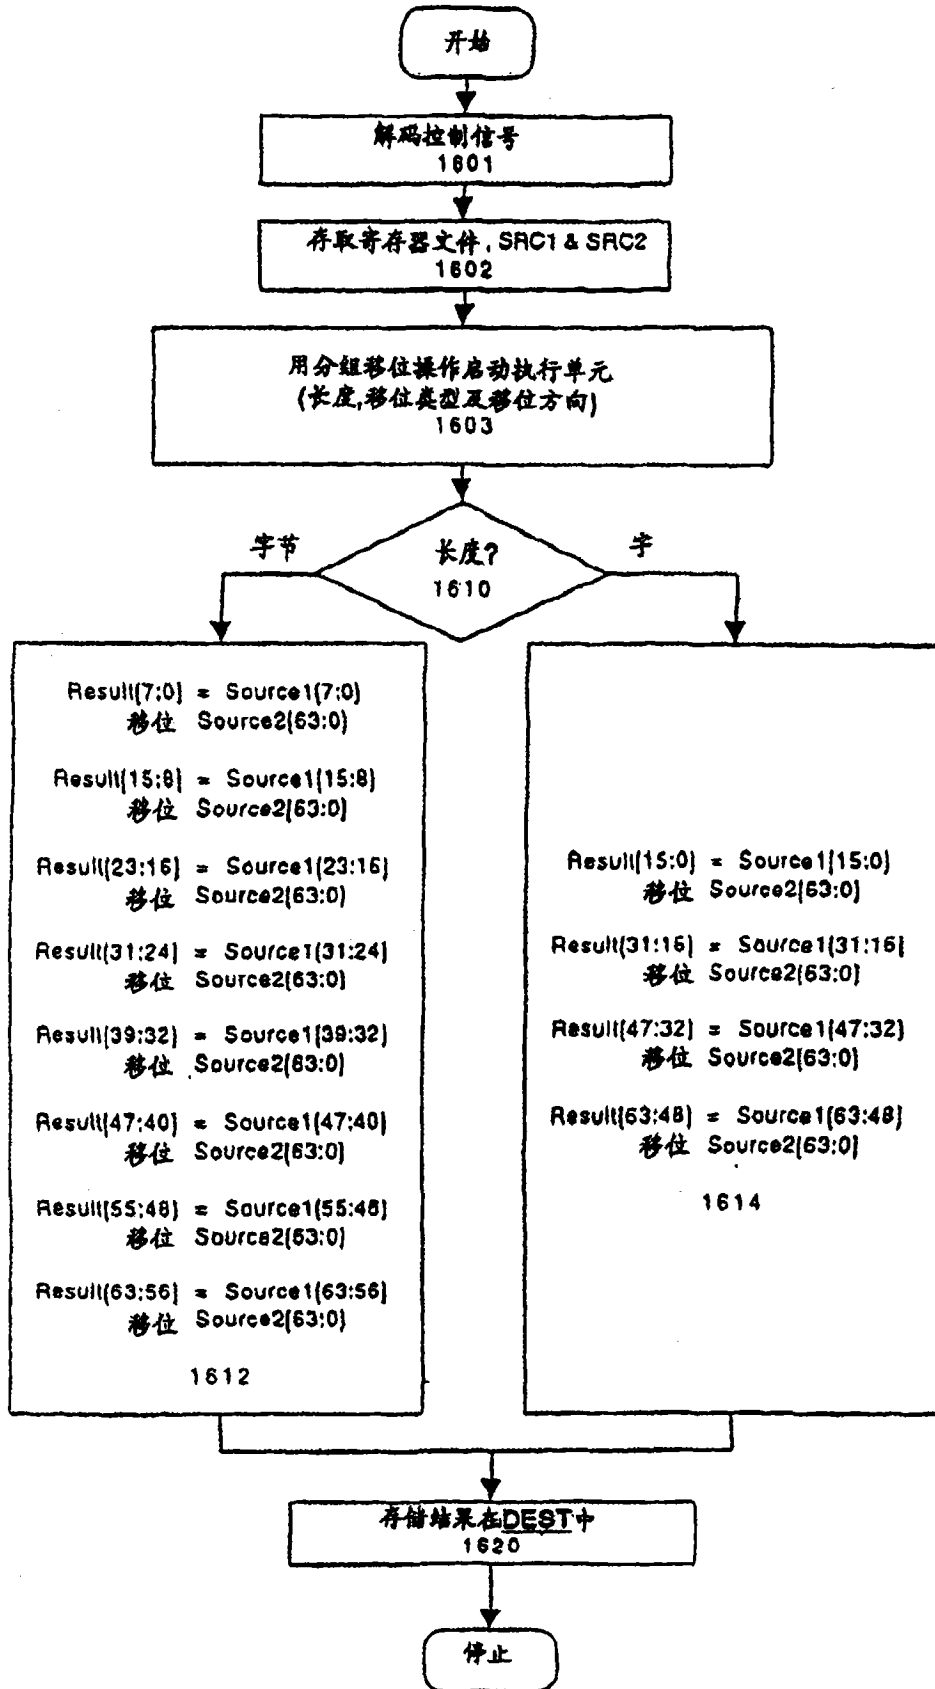 开始
解码控制信号
1601
存取寄存器文件, SRC1 & SRC2
1602
用分组移位操作启动执行单元
(长度,移位类型及移位方向)
1603
字节
长度?
1610
字
Result(7:0) = Source1(7:0)
移位 Source2(63:0)
Result(15:8) = Source1(15:8)
移位 Source2(63:0)
Result(23:16) = Source1(23:16)
移位 Source2(63:0)
Result(31:24) = Source1(31:24)
移位 Source2(63:0)
Result(39:32) = Source1(39:32)
移位 Source2(63:0)
Result(47:40) = Source1(47:40)
移位 Source2(63:0)
Result(55:48) = Source1(55:48)
移位 Source2(63:0)
Result(63:56) = Source1(63:56)
移位 Source2(63:0)
1612
Result(15:0) = Source1(15:0)
移位 Source2(63:0)
Result(31:16) = Source1(31:16)
移位 Source2(63:0)
Result(47:32) = Source1(47:32)
移位 Source2(63:0)
Result(63:48) = Source1(63:48)
移位 Source2(63:0)
1614
存储结果在DEST中
1620
停止